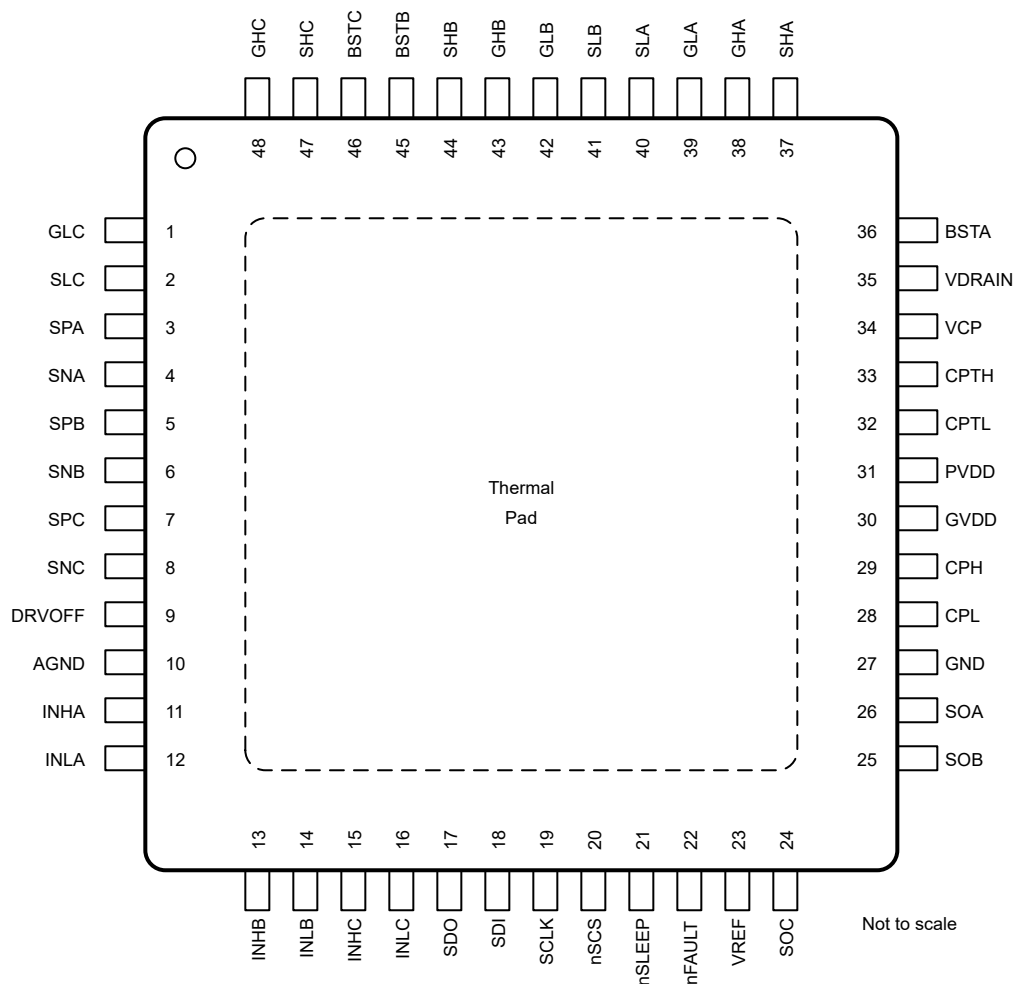 GHC SHC BSTC BSTB SHB GHB GLB SLB SLA GLA GHA SHA
48 47 46 45 44 43 42 41 40 39 38 37
GLC 1 36 BSTA
SLC 2 35 VDRAIN
SPA 3 34 VCP
SNA 4 33 CPTH
SPB 5 32 CPTL
SNB 6 31 PVDD
Thermal
Pad
SPC 7 30 GVDD
SNC 8 29 CPH
DRVOFF 9 28 CPL
AGND 10 27 GND
INHA 11 26 SOA
INLA 12 25 SOB
13 14 15 16 17 18 19 20 21 22 23 24
INHB INLB INHC INLC SDO SDI SCLK nSCS nSLEEP nFAULT VREF SOC
Not to scale